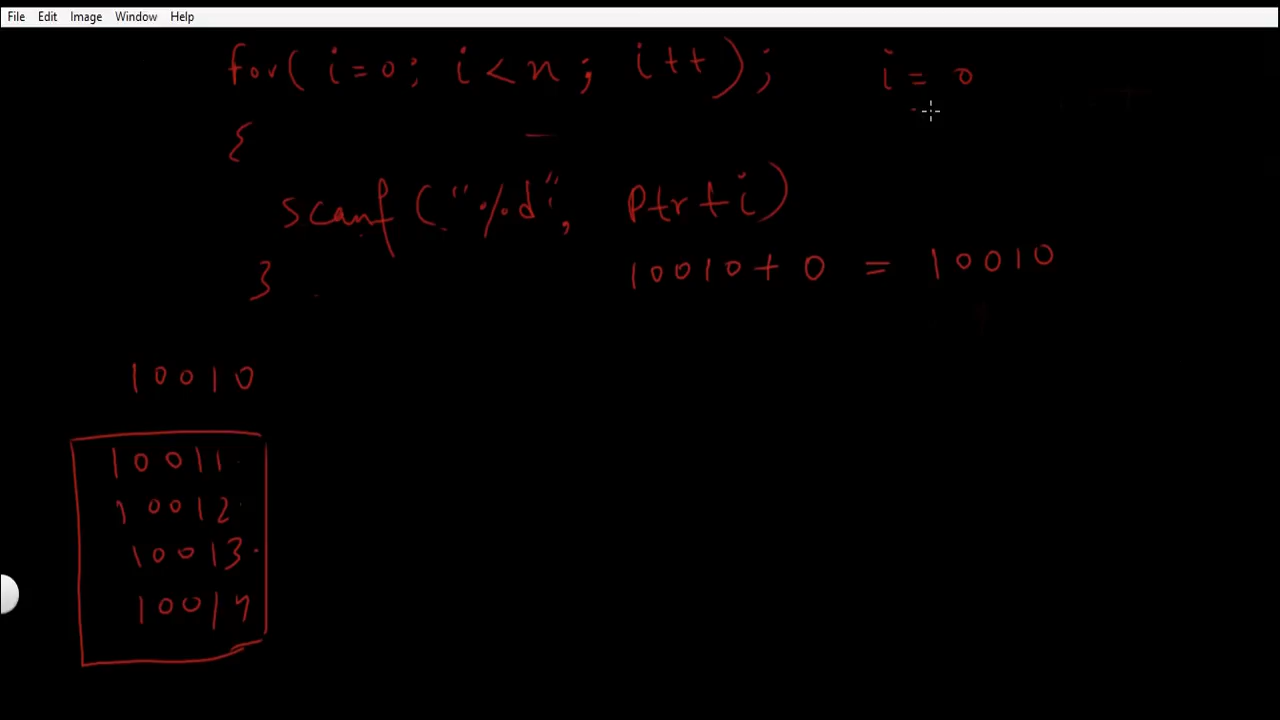 File Edit Image Window Help
for( i=0; i<n; i++); i = 0
{
scanf ("%d", Ptr+i)
10010+ 0 = 10010
}
10010
10011
10012
10013
10014